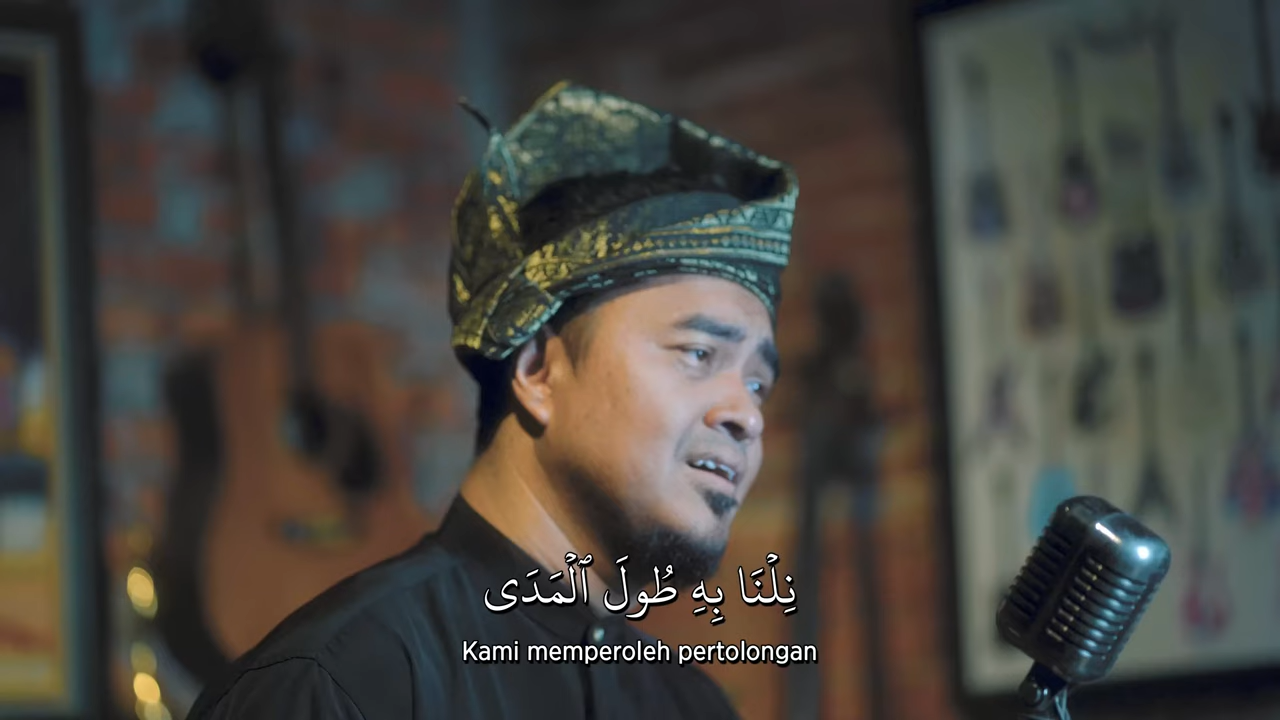 نِلْنَا بِهِ طُولَ ٱلْمَدَى
Kami memperoleh pertolongan